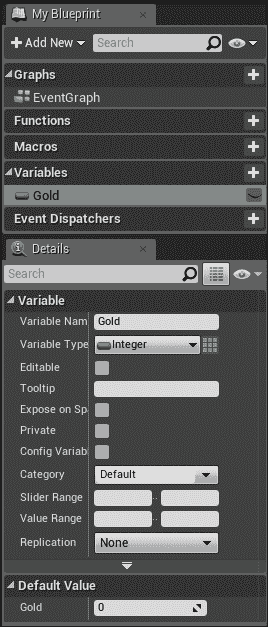 My Blueprint
Add New Search
Graphs
EventGraph
Functions
Macros
Variables
Gold
Event Dispatchers
Details
Search
Variable
Variable Nam Gold
Variable Type Integer
Editable
Tooltip
Expose on Sp
Private
Config Variab
Category Default
Slider Range ..
Value Range ..
Replication None
Default Value
Gold 0